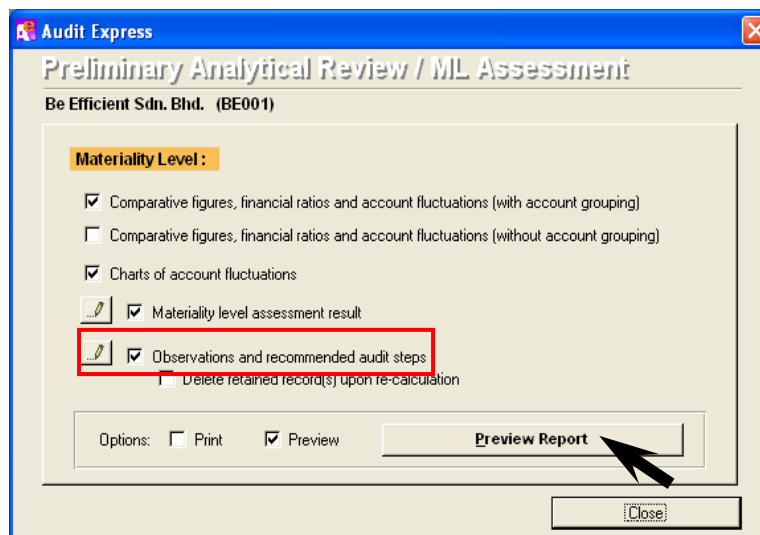 Audit Express
Preliminary Analytical Review / ML Assessment
Be Efficient Sdn. Bhd. (BE001)
Materiality Level :
Comparative figures, financial ratios and account fluctuations (with account grouping)
Comparative figures, financial ratios and account fluctuations (without account grouping)
Charts of account fluctuations
Materiality level assessment result
Observations and recommended audit steps
Delete retained record(s) upon re-calculation
Options: Print Preview Preview Report
Close